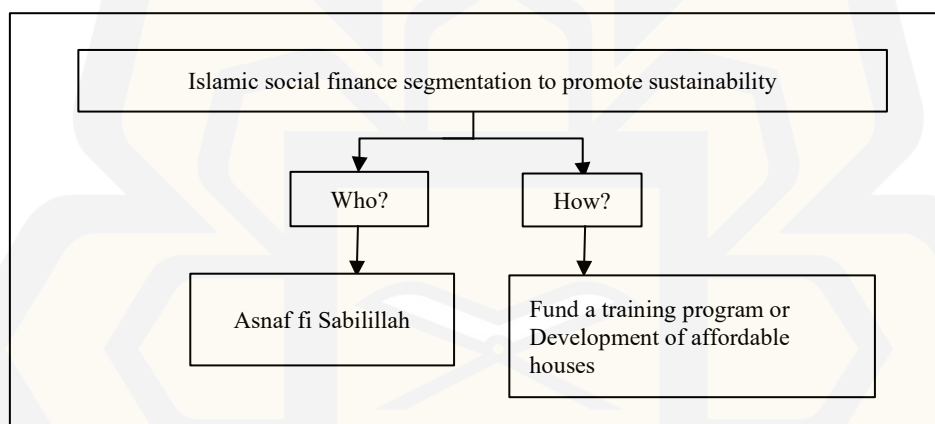 Islamic social finance segmentation to promote sustainability
Who?
How?
Asnaf fi Sabilillah
Fund a training program or
Development of affordable
houses